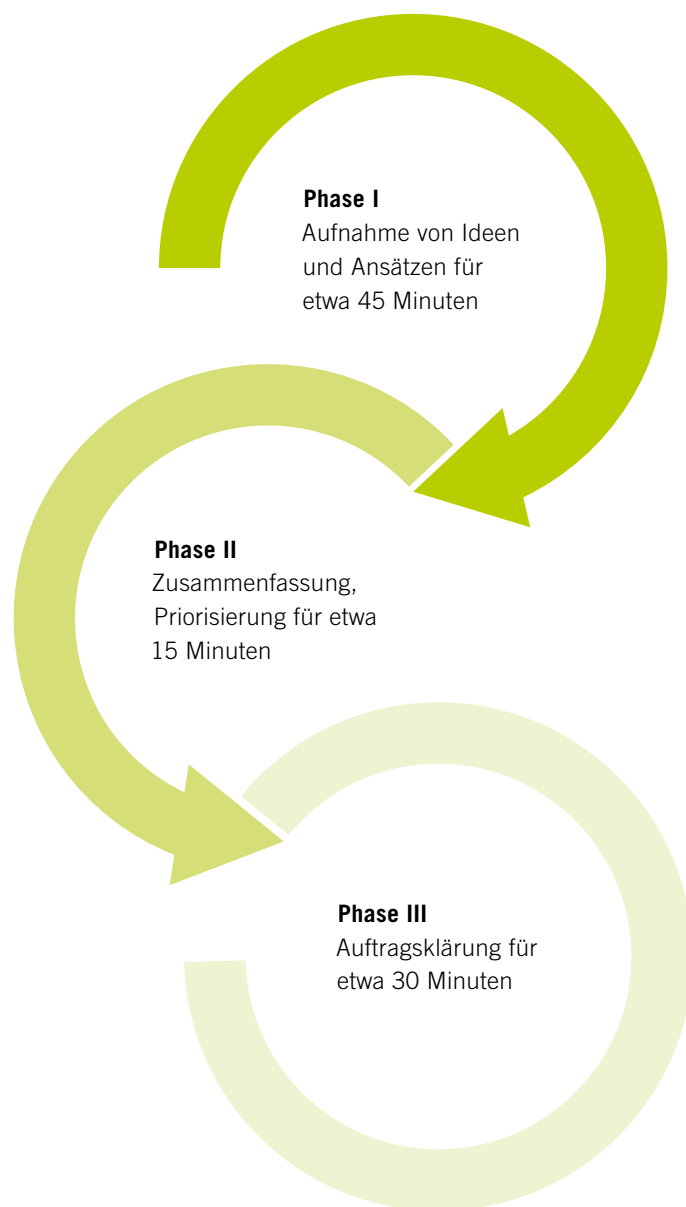 Phase I
Aufnahme von Ideen
und Ansätzen für
etwa 45 Minuten
Phase II
Zusammenfassung,
Priorisierung für etwa
15 Minuten
Phase III
Auftragsklärung für
etwa 30 Minuten